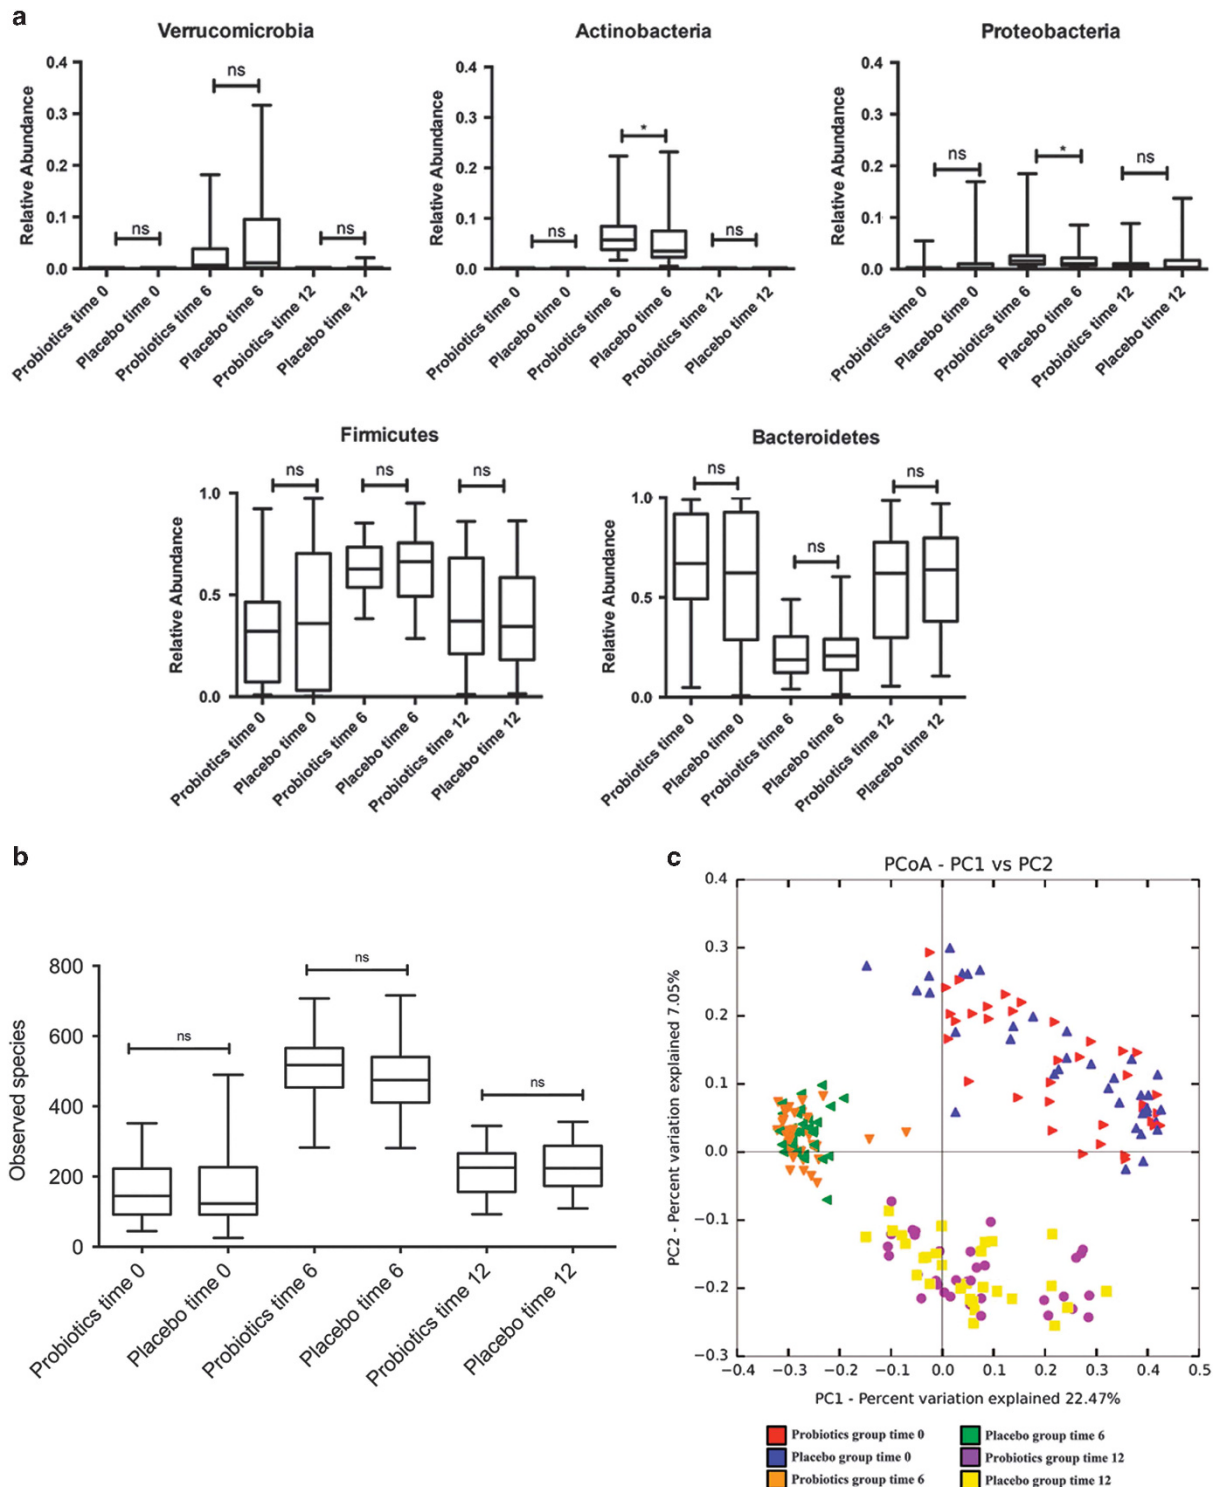 a
Verrucomicrobia
Relative Abundance
0.4
0.3
0.2
0.1
0.0
ns
ns
ns
Probiotics time 0
Placebo time 0
Probiotics time 6
Placebo time 6
Probiotics time 12
Placebo time 12
Actinobacteria
Relative Abundance
0.4
0.3
0.2
0.1
0.0
ns
*
ns
Probiotics time 0
Placebo time 0
Probiotics time 6
Placebo time 6
Probiotics time 12
Placebo time 12
Proteobacteria
Relative Abundance
0.4
0.3
0.2
0.1
0.0
ns
*
ns
Probiotics time 0
Placebo time 0
Probiotics time 6
Placebo time 6
Probiotics time 12
Placebo time 12
Firmicutes
Relative Abundance
1.0
0.5
0.0
ns
ns
ns
Probiotics time 0
Placebo time 0
Probiotics time 6
Placebo time 6
Probiotics time 12
Placebo time 12
Bacteroidetes
Relative Abundance
1.0
0.5
0.0
ns
ns
ns
Probiotics time 0
Placebo time 0
Probiotics time 6
Placebo time 6
Probiotics time 12
Placebo time 12
b
Observed species
800
600
400
200
0
ns
ns
ns
Probiotics time 0
Placebo time 0
Probiotics time 6
Placebo time 6
Probiotics time 12
Placebo time 12
c
PCoA - PC1 vs PC2
PC2 - Percent variation explained 7.05%
0.4
0.3
0.2
0.1
0.0
−0.1
−0.2
−0.3
−0.4 −0.3 −0.2 −0.1 0.0 0.1 0.2 0.3 0.4 0.5
PC1 - Percent variation explained 22.47%
Probiotics group time 0
Placebo group time 0
Probiotics group time 6
Placebo group time 6
Probiotics group time 12
Placebo group time 12